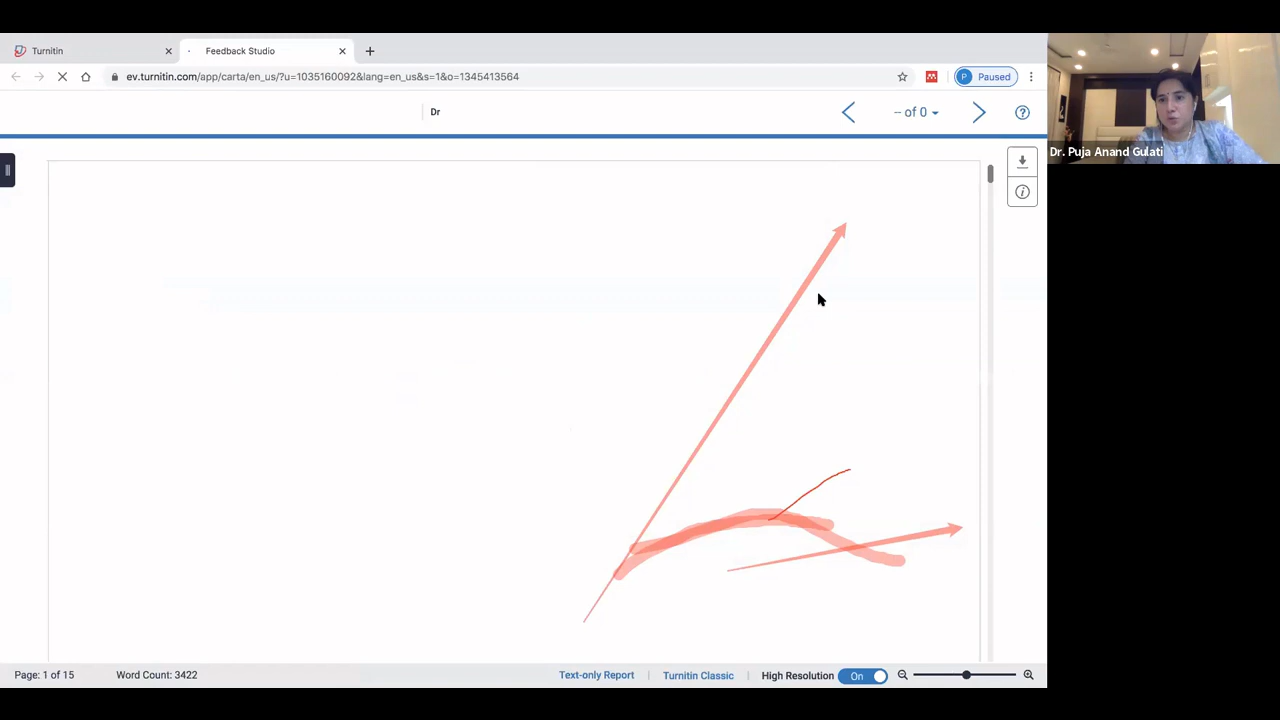 Turnitin
Feedback Studio
ev.turnitin.com/app/carta/en_us/?u=1035160092&lang=en_us&s=1&o=1345413564
P Paused
Dr
-- of 0
Dr. Puja Anand Gulati
Page: 1 of 15
Word Count: 3422
Text-only Report
Turnitin Classic
High Resolution
On